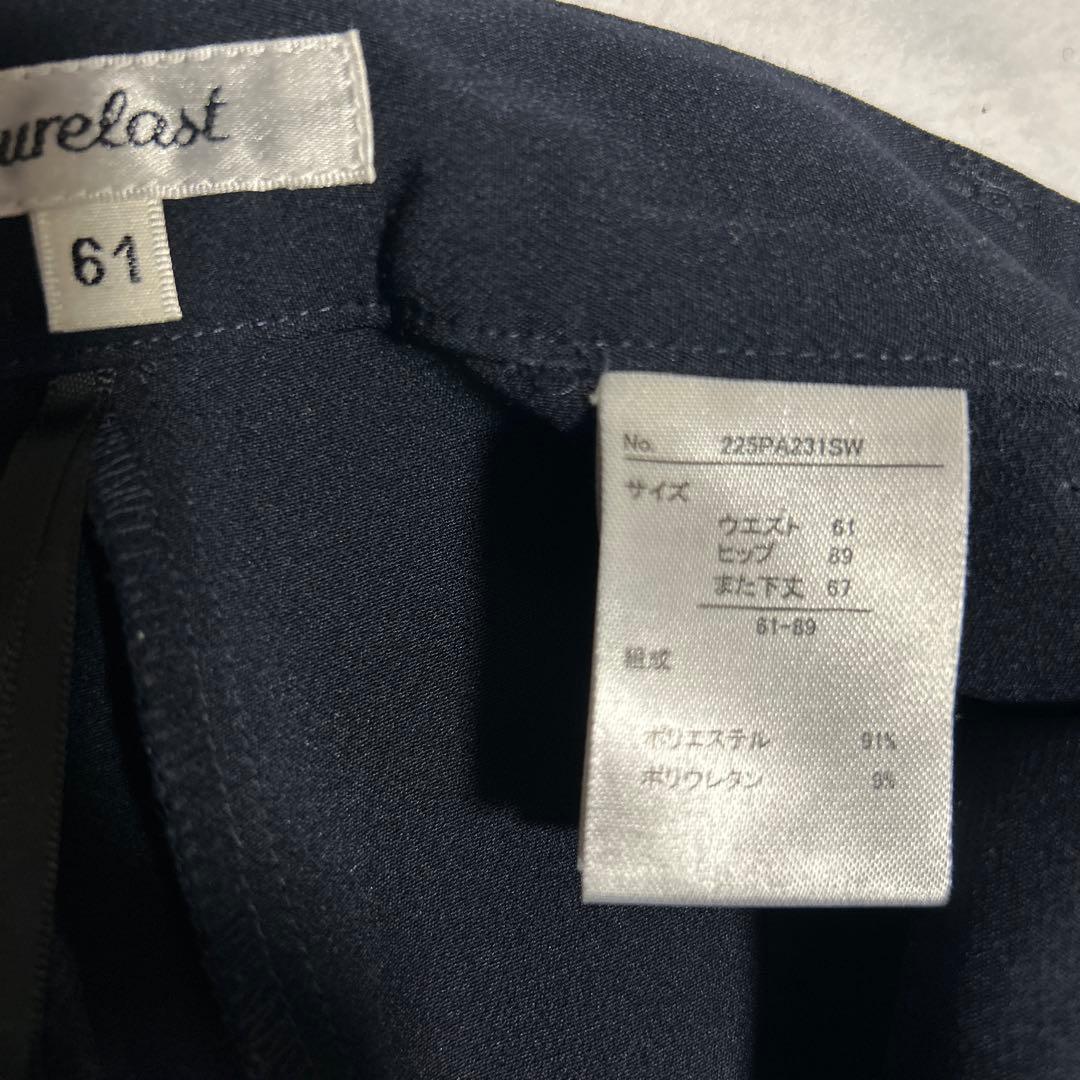 urelast
61
No. 225PA231SW
サイズ
ウエスト 61
ヒップ 89
また下丈 67
61-89
組成
ポリエステル 91%
ポリウレタン 9%